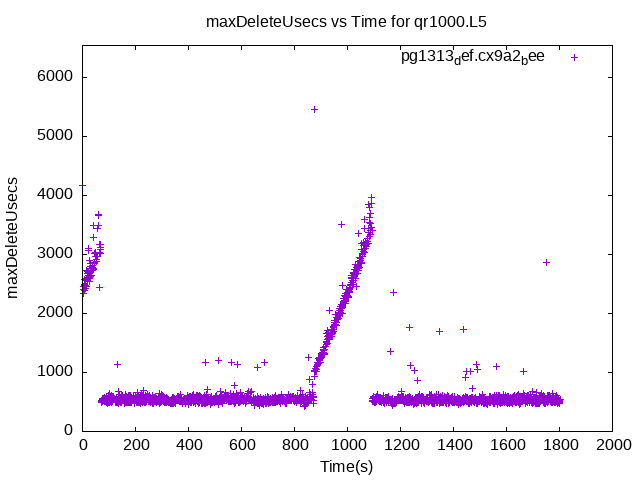 maxDeleteUsecs vs Time for qr1000.L5
pg1313def.cx9a2bee
maxDeleteUsecs
6000
5000
4000
3000
2000
1000
0
0 200 400 600 800 1000 1200 1400 1600 1800 2000
Time(s)